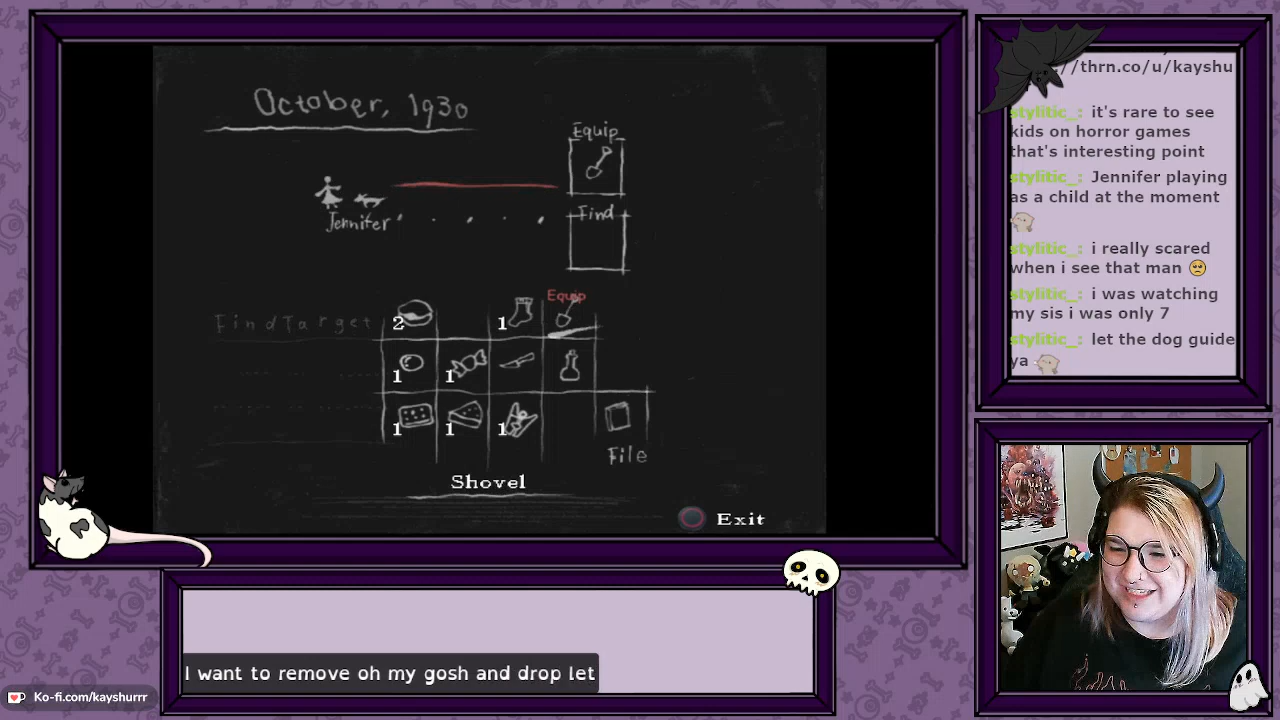 October, 1930
Equip
Jennifer
Find
Equip
FindTarget
2
1
1
1
1
1
1
File
Shovel
Exit
//thrn.co/u/kayshu
stylitic_: it's rare to see
kids on horror games
that's interesting point
stylitic_: Jennifer playing
as a child at the moment
stylitic_: i really scared
when i see that man
stylitic_: i was watching
my sis i was only 7
stylitic_: let the dog guide
ya
I want to remove oh my gosh and drop let
Ko-fi.com/kayshurrr